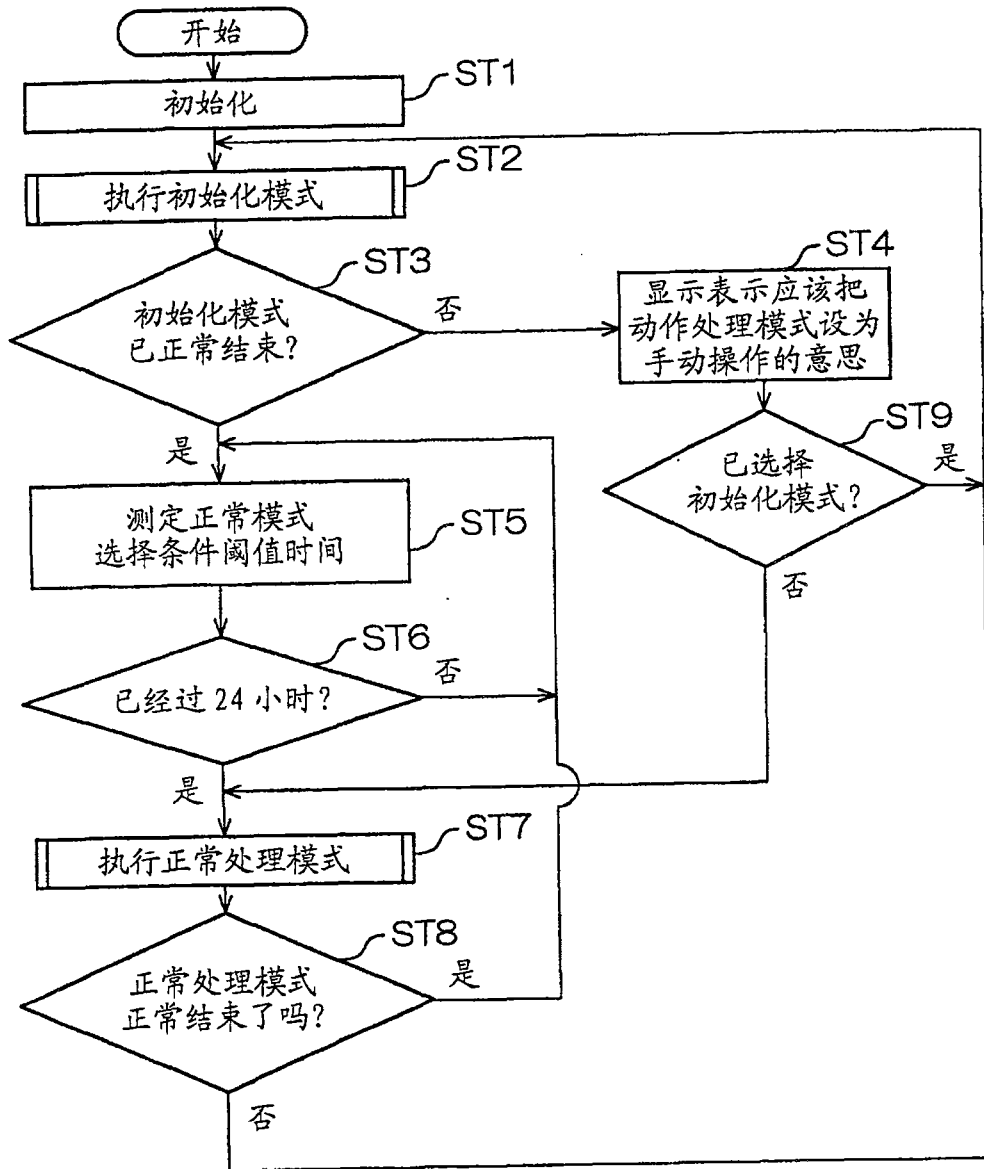 开始
ST1
初始化
ST2
执行初始化模式
ST3
初始化模式
已正常结束?
否
ST4
显示表示应该把
动作处理模式设为
手动操作的意思
ST9
已选择
初始化模式?
是
否
是
ST5
测定正常模式
选择条件阈值时间
ST6
已经过 24 小时?
否
是
ST7
执行正常处理模式
ST8
正常处理模式
正常结束了吗?
是
否